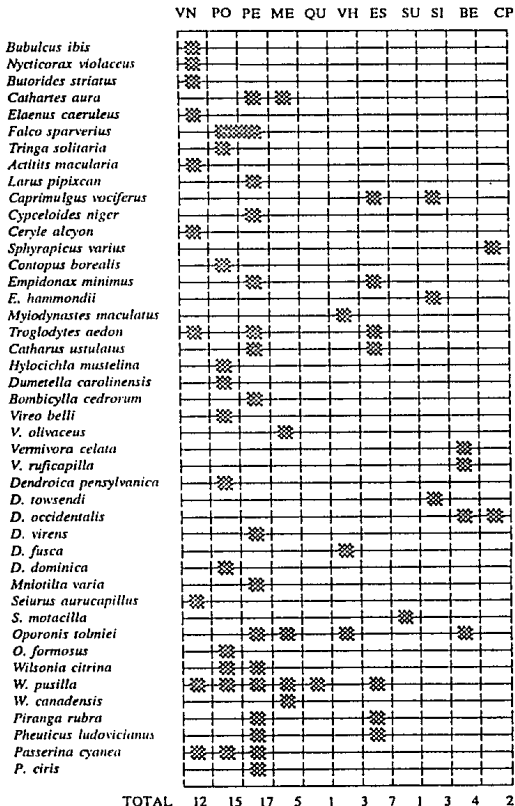 VN PO PE ME QU VH ES SU SI BE CP
Bubulcus ibis
Nycticorax violaceus
Butorides striatus
Cathartes aura
Elaenus caeruleus
Falco sparverius
Tringa solitaria
Actitits macularia
Larus pipixcan
Caprimulgus vociferus
Cypceloides niger
Ceryle alcyon
Sphyrapicus varius
Contopus borealis
Empidonax minimus
E. hammondii
Myiodynastes maculatus
Troglodytes aedon
Catharus ustulatus
Hylocichla mustelina
Dumetella carolinensis
Bombicylla cedrorum
Vireo belli
V. olivaceus
Vermivora celata
V. ruficapilla
Dendroica pensylvanica
D. towsendi
D. occidentalis
D. virens
D. fusca
D. dominica
Mniotilta varia
Seiurus aurucapillus
S. motacilla
Oporonis tolmiei
O. formosus
Wilsonia citrina
W. pusilla
W. canadensis
Piranga rubra
Pheuticus ludovicianus
Passerina cyanea
P. ciris
TOTAL 12 15 17 5 1 3 7 1 3 4 2